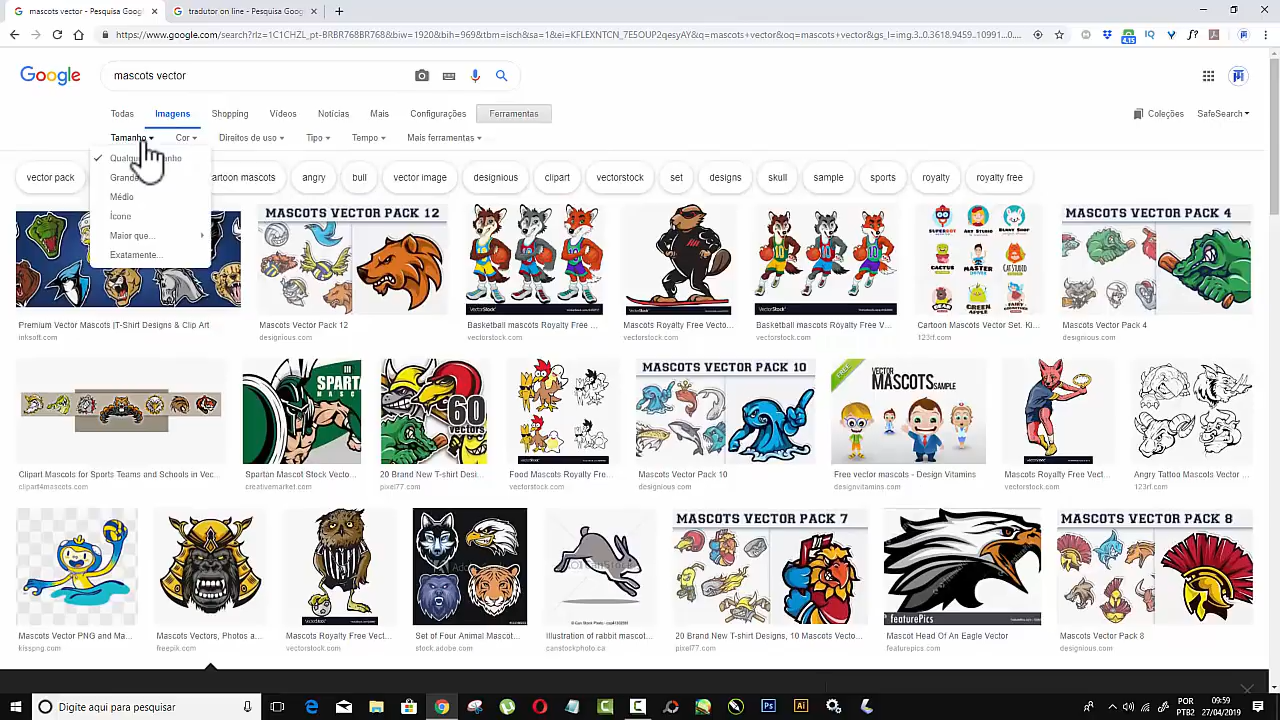 mascots vector - Pesquisa Goog
tradutor on line - Pesquisa Goog
https://www.google.com/search?rlz=1C1CHZL_pt-BRBR768BR768&biw=1920&bih=969&tbm=isch&sa=1&ei=KFLEXNTCN_7E5OUP2qesyAY&q=mascots+vector&oq=mascots+vector&gs_l=img.3..0i3618.9459..10991...0...
Google
mascots vector
Todas
Imagens
Shopping
Vídeos
Notícias
Mais
Configurações
Ferramentas
Coleções
SafeSearch
Tamanho
Cor
Direitos de uso
Tipo
Tempo
Mais ferramentas
Grande
Médio
Ícone
Maior que...
Exatamente...
vector pack
cartoon mascots
angry
bull
vector image
designious
clipart
vectorstock
set
designs
skull
sample
sports
royalty
royalty free
MASCOTS VECTOR PACK 12
MASCOTS VECTOR PACK 4
Premium Vector Mascots |T-Shirt Designs & Clip Art
inksoft.com
Mascots Vector Pack 12
designious.com
Basketball mascots Royalty Free ...
vectorstock.com
Mascots Royalty Free Vecto...
vectorstock.com
Basketball mascots Royalty Free V...
vectorstock.com
Cartoon Mascots Vector Set. Ki...
123rf.com
Mascots Vector Pack 4
designious.com
III
SPARTA
60
vectors
MASCOTS VECTOR PACK 10
FREE
VECTOR
MASCOTS SAMPLE
Clipart Mascots for Sports Teams and Schools in Vec...
clipart4mascots.com
Spartan Mascot Stock Vecto...
creativemarket.com
20 Brand New T-shirt Desi...
pixel77.com
Food Mascots Royalty Fre...
vectorstock.com
Mascots Vector Pack 10
designious.com
Free vector mascots - Design Vitamins
designvitamins.com
Mascots Royalty Free Vect...
vectorstock.com
Angry Tattoo Mascots Vector ...
123rf.com
MASCOTS VECTOR PACK 7
MASCOTS VECTOR PACK 8
featurePics
Mascots Vector PNG and Ma...
kisspng.com
Mascots Vectors, Photos a...
freepik.com
Mascots Royalty Free Vect...
vectorstock.com
Set of Four Animal Mascot...
stock.adobe.com
Illustration of rabbit mascot...
canstockphoto.ca
20 Brand New T-shirt Designs, 10 Mascots Vecto...
pixel77.com
Mascot Head Of An Eagle Vector
featurepics.com
Mascots Vector Pack 8
designious.com
Digite aqui para pesquisar
POR
PTB2
09:59
27/04/2019